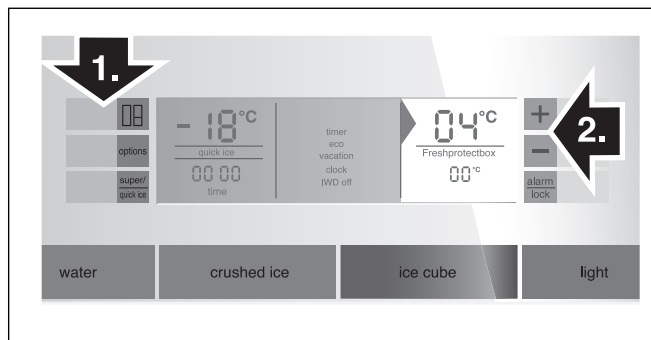 1.
-18°C
quick ice
00 00
time
timer
eco
vacation
clock
IWD off
04°C
Freshprotectbox
00°C
options
super/
quick ice
+
-
alarm
lock
2.
water
crushed ice
ice cube
light